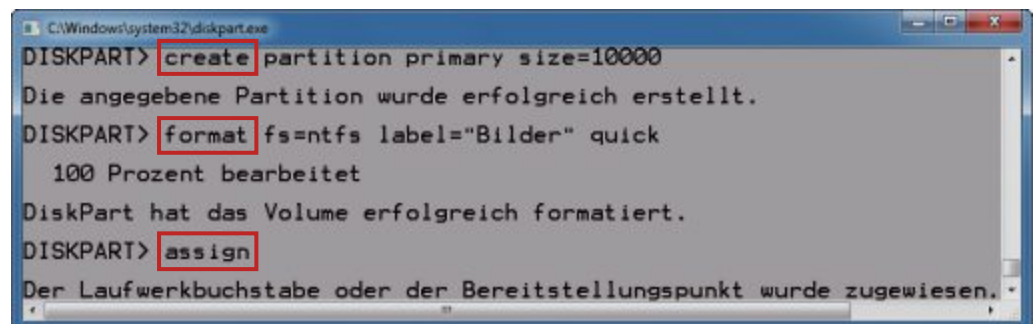 C:\Windows\system32\diskpart.exe
DISKPART> create partition primary size=10000
Die angegebene Partition wurde erfolgreich erstellt.
DISKPART> format fs=ntfs label="Bilder" quick
100 Prozent bearbeitet
DiskPart hat das Volume erfolgreich formatiert.
DISKPART> assign
Der Laufwerkbuchstabe oder der Bereitstellungspunkt wurde zugewiesen.